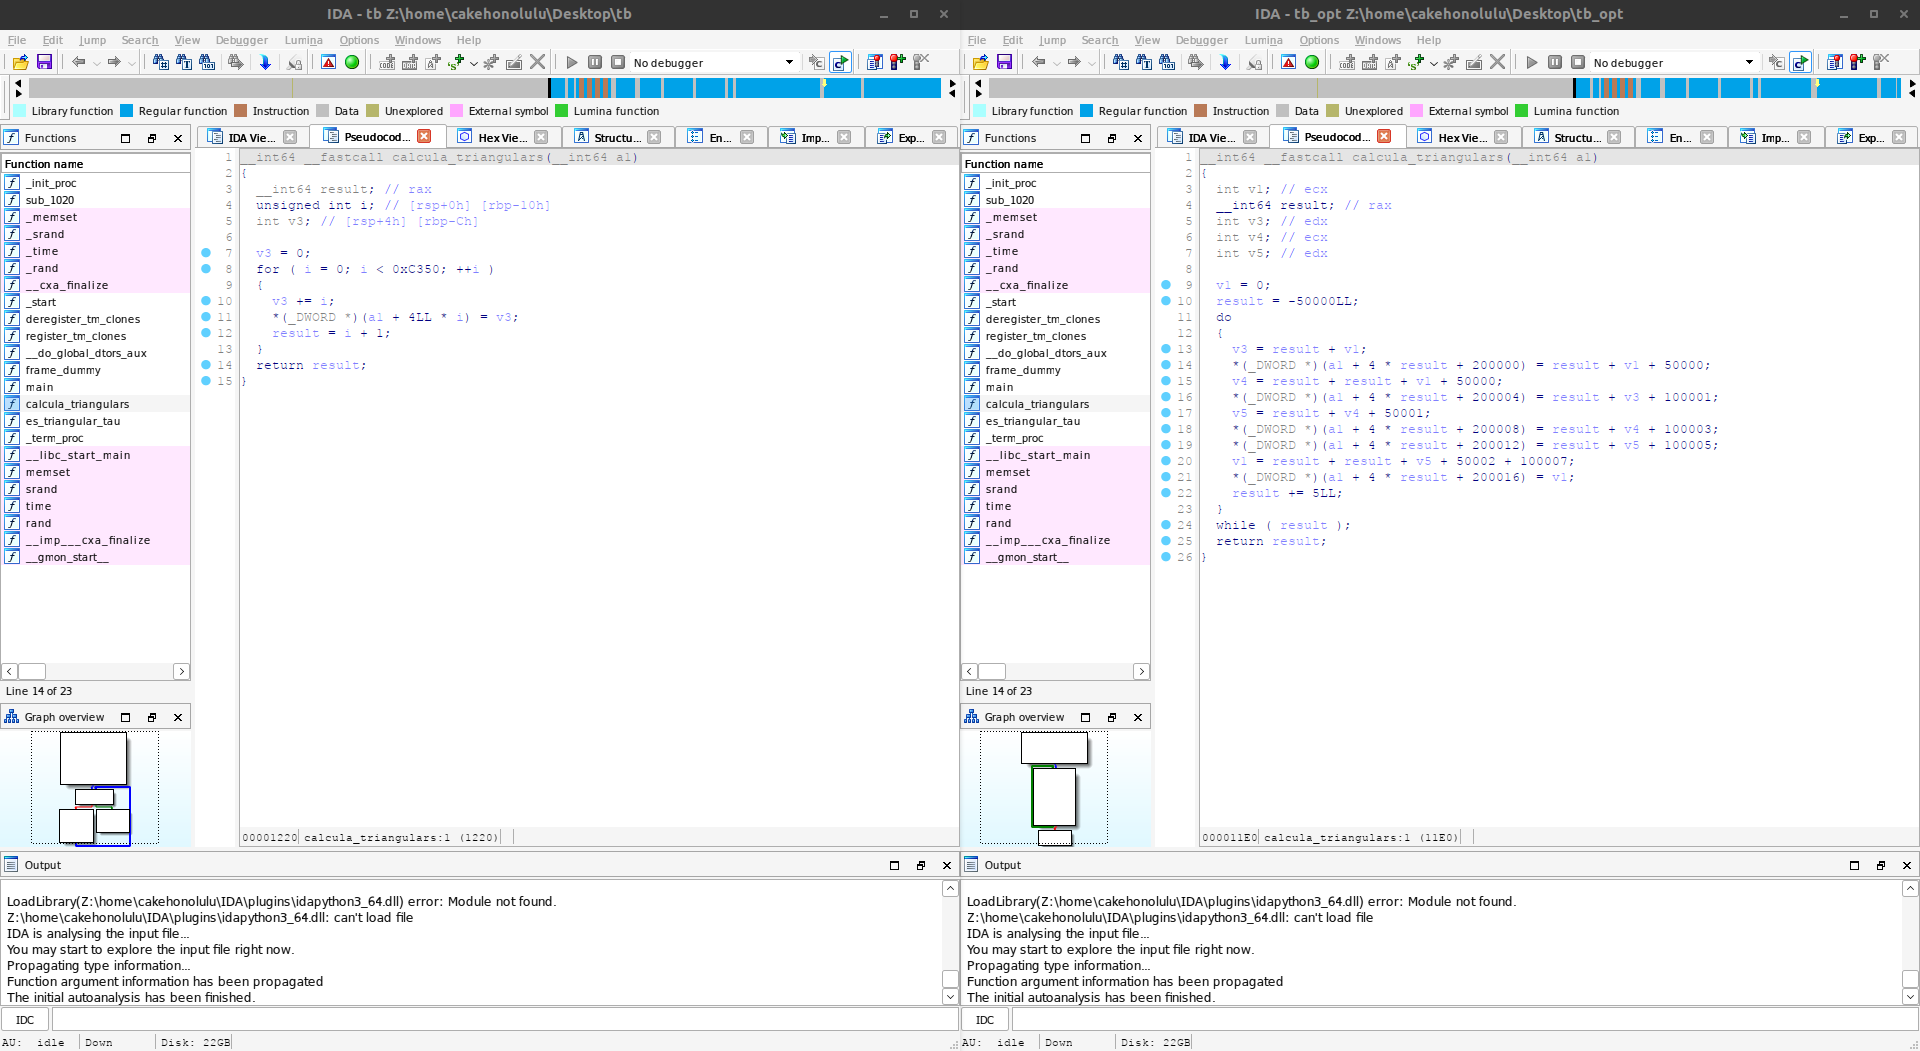 IDA - tb Z:\home\cakehonolulu\Desktop\tb
File Edit Jump Search View Debugger Lumina Options Windows Help
No debugger
Library function Regular function Instruction Data Unexplored External symbol Lumina function
Functions
IDA Vie... Pseudocod... Hex Vie... Structu... En... Imp... Exp...
Function name
_init_proc
sub_1020
_memset
_srand
_time
_rand
__cxa_finalize
_start
deregister_tm_clones
register_tm_clones
__do_global_dtors_aux
frame_dummy
main
calcula_triangulars
es_triangular_tau
_term_proc
__libc_start_main
memset
srand
time
rand
__imp___cxa_finalize
__gmon_start__
Line 14 of 23
Graph overview
1 __int64 __fastcall calcula_triangulars(__int64 a1)
2 {
3 __int64 result; // rax
4 unsigned int i; // [rsp+0h] [rbp-10h]
5 int v3; // [rsp+4h] [rbp-Ch]
6
7 v3 = 0;
8 for ( i = 0; i < 0xC350; ++i )
9 {
10 v3 += i;
11 *(_DWORD *)(a1 + 4LL * i) = v3;
12 result = i + 1;
13 }
14 return result;
15 }
00001220 calcula_triangulars:1 (1220)
Output
LoadLibrary(Z:\home\cakehonolulu\IDA\plugins\idapython3_64.dll) error: Module not found.
Z:\home\cakehonolulu\IDA\plugins\idapython3_64.dll: can't load file
IDA is analysing the input file...
You may start to explore the input file right now.
Propagating type information...
Function argument information has been propagated
The initial autoanalysis has been finished.
IDC
AU: idle Down Disk: 22GB
IDA - tb_opt Z:\home\cakehonolulu\Desktop\tb_opt
File Edit Jump Search View Debugger Lumina Options Windows Help
No debugger
Library function Regular function Instruction Data Unexplored External symbol Lumina function
Functions
IDA Vie... Pseudocod... Hex Vie... Structu... En... Imp... Exp...
Function name
_init_proc
sub_1020
_memset
_srand
_time
_rand
__cxa_finalize
_start
deregister_tm_clones
register_tm_clones
__do_global_dtors_aux
frame_dummy
main
calcula_triangulars
es_triangular_tau
_term_proc
__libc_start_main
memset
srand
time
rand
__imp___cxa_finalize
__gmon_start__
Line 14 of 23
Graph overview
1 __int64 __fastcall calcula_triangulars(__int64 a1)
2 {
3 int v1; // ecx
4 __int64 result; // rax
5 int v3; // edx
6 int v4; // ecx
7 int v5; // edx
8
9 v1 = 0;
10 result = -50000LL;
11 do
12 {
13 v3 = result + v1;
14 *(_DWORD *)(a1 + 4 * result + 200000) = result + v1 + 50000;
15 v4 = result + result + v1 + 50000;
16 *(_DWORD *)(a1 + 4 * result + 200004) = result + v3 + 100001;
17 v5 = result + v4 + 50001;
18 *(_DWORD *)(a1 + 4 * result + 200008) = result + v4 + 100003;
19 *(_DWORD *)(a1 + 4 * result + 200012) = result + v5 + 100005;
20 v1 = result + result + v5 + 50002 + 100007;
21 *(_DWORD *)(a1 + 4 * result + 200016) = v1;
22 result += 5LL;
23 }
24 while ( result );
25 return result;
26 }
000011E0 calcula_triangulars:1 (11E0)
Output
LoadLibrary(Z:\home\cakehonolulu\IDA\plugins\idapython3_64.dll) error: Module not found.
Z:\home\cakehonolulu\IDA\plugins\idapython3_64.dll: can't load file
IDA is analysing the input file...
You may start to explore the input file right now.
Propagating type information...
Function argument information has been propagated
The initial autoanalysis has been finished.
IDC
AU: idle Down Disk: 22GB